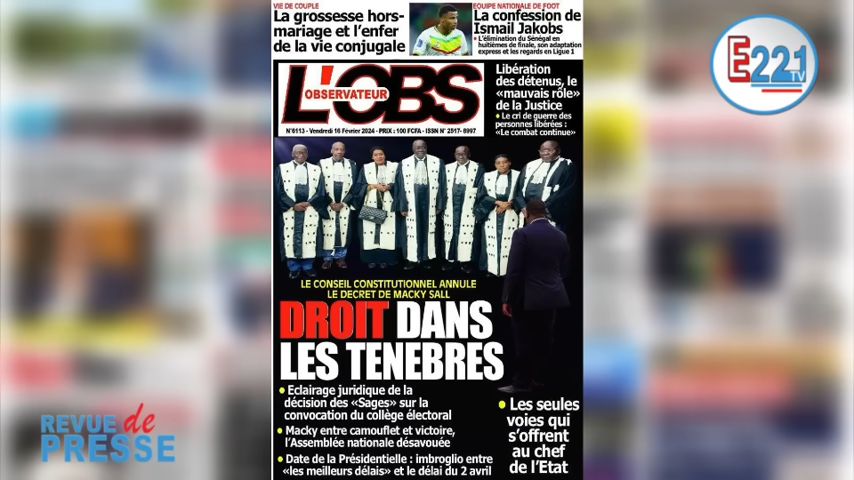 VIE DE COUPLE
La grossesse hors-
mariage et l'enfer
de la vie conjugale
EQUIPE NATIONALE DE FOOT
La confession de
Ismail Jakobs
• L'élimination du Sénégal en
huitièmes de finale, son adaptation
express et les regards en Ligue 1
E221
TV
L'OBS
OBSERVATEUR
N°6113 - Vendredi 16 Février 2024 - PRIX : 100 FCFA - ISSN N° 2517- 8997
Libération
des détenus, le
«mauvais rôle»
de la Justice
• Le cri de guerre des
personnes libérées :
«Le combat continue»
LE CONSEIL CONSTITUTIONNEL ANNULE
LE DECRET DE MACKY SALL
DROIT DANS
LES TENEBRES
• Eclairage juridique de la
décision des «Sages» sur la
convocation du collège électoral
• Macky entre camouflet et victoire,
l'Assemblée nationale désavouée
• Date de la Présidentielle : imbroglio entre
«les meilleurs délais» et le délai du 2 avril
• Les seules
voies qui
s'offrent
au chef
de l'Etat
REVUE de
PRESSE